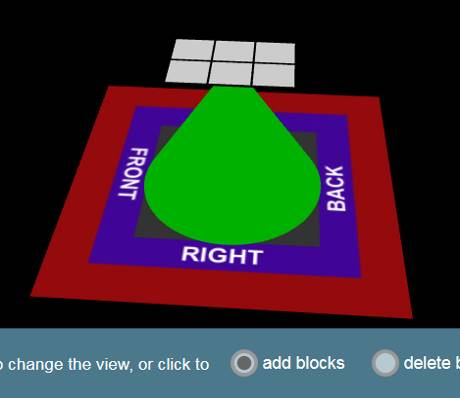 FRONT
BACK
RIGHT
o change the view, or click to add blocks delete b